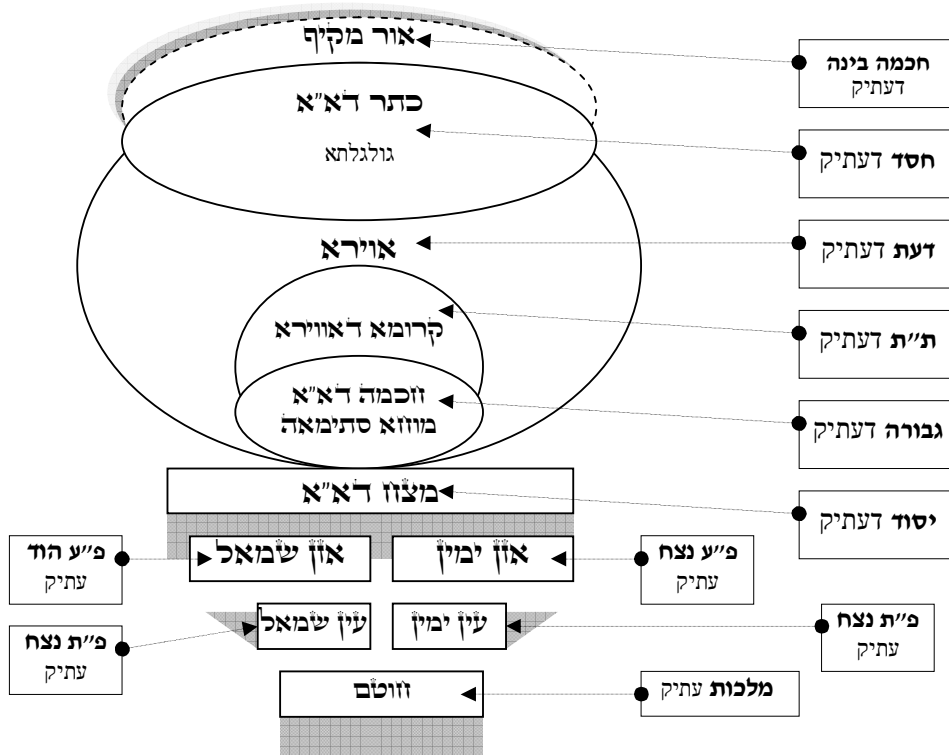 אור מקיף
חכמה בינה
דעתיק
כתר דא"א
גולגלתא
חסד דעתיק
אוירא
דעת דעתיק
קרומא דאווירא
ת"ת דעתיק
חכמה דא"א
מוחא סתימאה
גבורה דעתיק
מצח דא"א
יסוד דעתיק
פ"ע נצח
עתיק
אזן ימין
אזן שמאל
פ"ע הוד
עתיק
פ"ת נצח
עתיק
עין ימין
עין שמאל
פ"ת נצח
עתיק
חוטם
מלכות עתיק